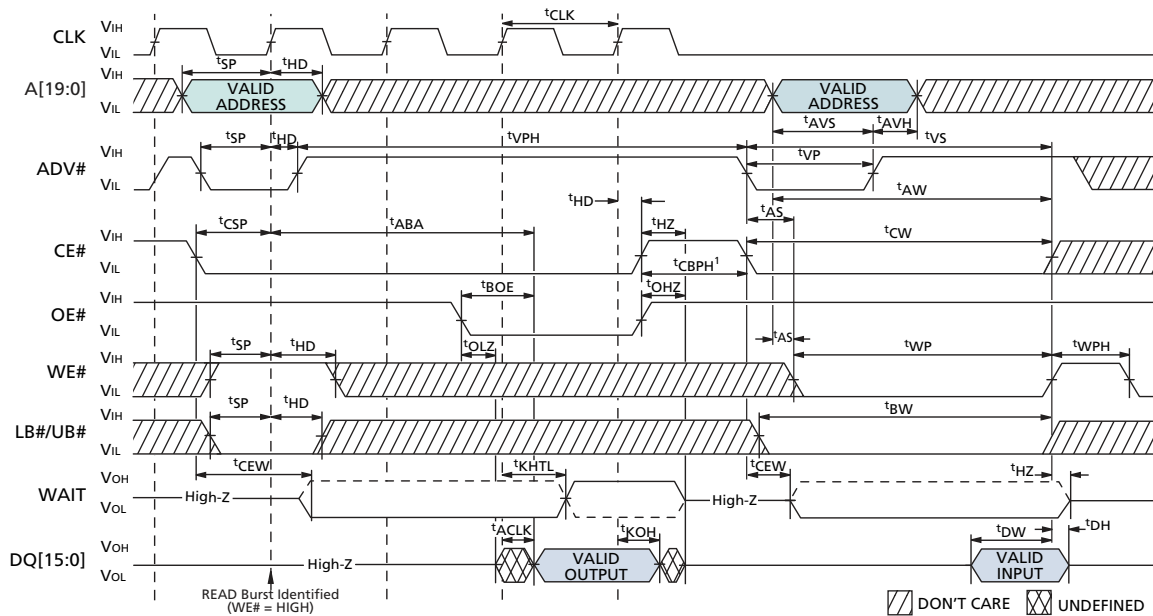 tCLK
CLK VIH
VIL
tSP tHD
A[19:0] VIH
VIL
VALID ADDRESS
VALID ADDRESS
tAVS tAVH
tSP tHD tVPH tVS
ADV# VIH
VIL
tVP
tHD tAW
tAS
tCSP tABA tHZ tCW
CE# VIH
VIL
tCBPH1
tBOE tOHZ
OE# VIH
VIL
tOLZ tAS
tSP tHD tWP tWPH
WE# VIH
VIL
tSP tHD tBW
LB#/UB# VIH
VIL
tCEW tKHTL tCEW tHZ
WAIT VOH
VOL
High-Z High-Z
tACLK tKOH tDW tDH
DQ[15:0] VOH
VOL
High-Z
VALID OUTPUT
VALID INPUT
READ Burst Identified
(WE# = HIGH)
DON'T CARE UNDEFINED